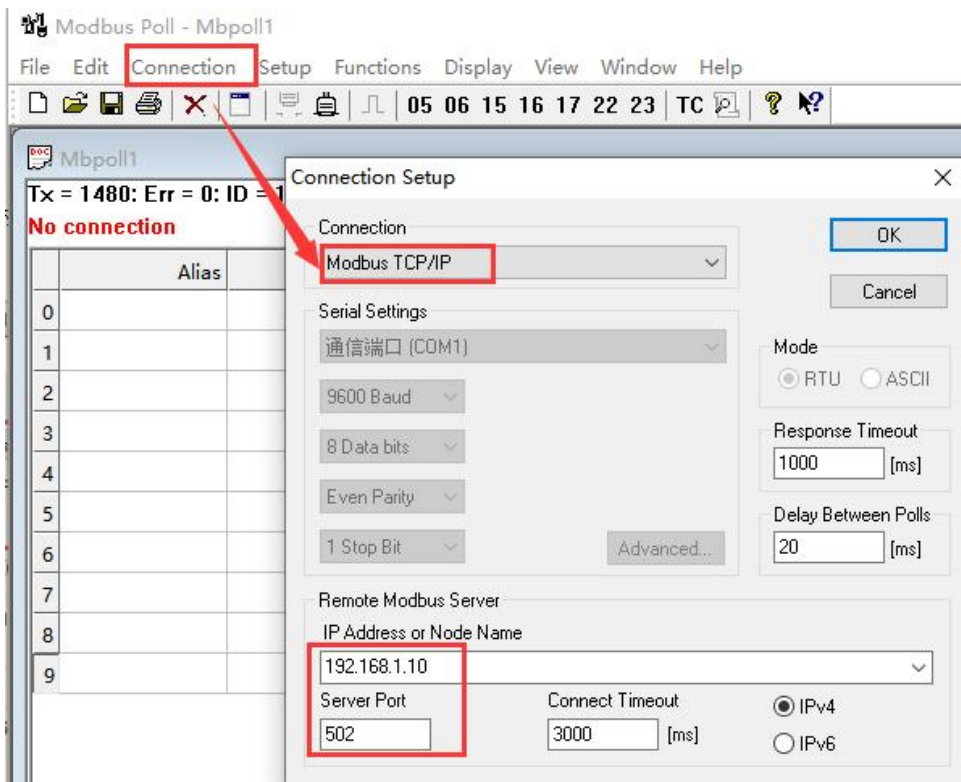 Modbus Poll - Mbpoll1
File Edit Connection Setup Functions Display View Window Help
05 06 15 16 17 22 23 TC
Mbpoll1
Tx = 1480: Err = 0: ID = 1
No connection
Alias
0
1
2
3
4
5
6
7
8
9
Connection Setup
Connection
Modbus TCP/IP
OK
Cancel
Serial Settings
通信端口 (COM1)
9600 Baud
8 Data bits
Even Parity
1 Stop Bit
Advanced...
Mode
RTU ASCII
Response Timeout
1000 [ms]
Delay Between Polls
20 [ms]
Remote Modbus Server
IP Address or Node Name
192.168.1.10
Server Port
502
Connect Timeout
3000 [ms]
IPv4
IPv6